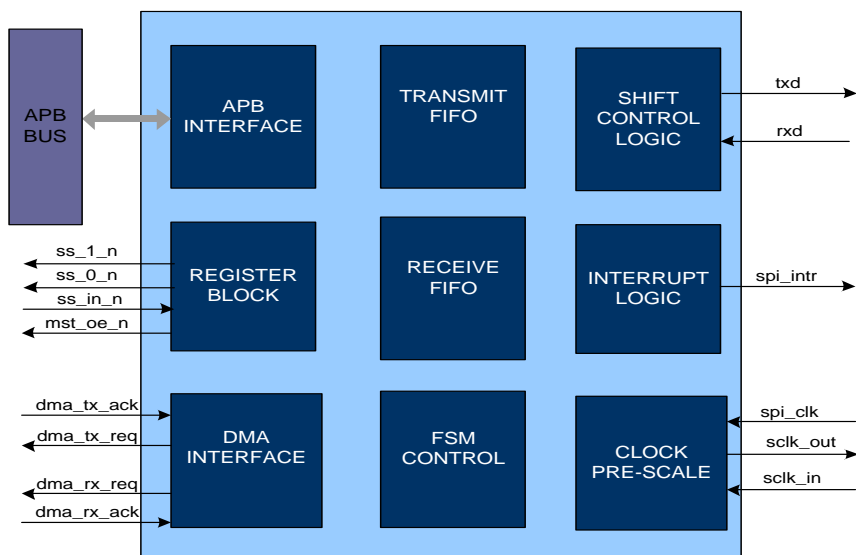 APB
BUS
APB
INTERFACE
TRANSMIT
FIFO
SHIFT
CONTROL
LOGIC
txd
rxd
ss_1_n
ss_0_n
ss_in_n
mst_oe_n
REGISTER
BLOCK
RECEIVE
FIFO
INTERRUPT
LOGIC
spi_intr
dma_tx_ack
dma_tx_req
dma_rx_req
dma_rx_ack
DMA
INTERFACE
FSM
CONTROL
CLOCK
PRE-SCALE
spi_clk
sclk_out
sclk_in